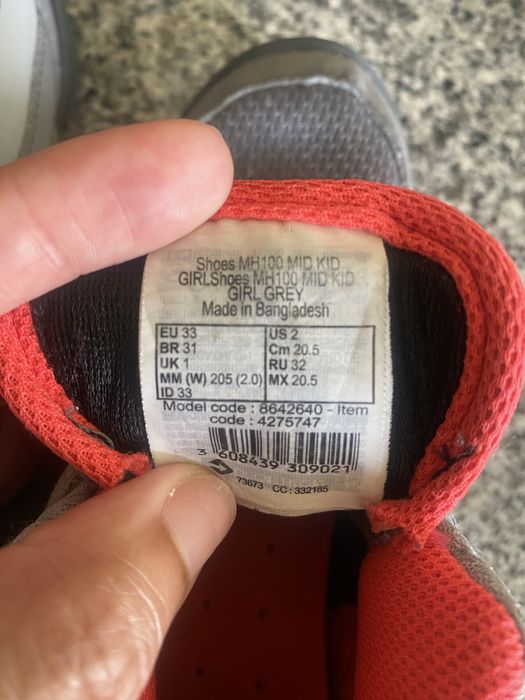 Shoes MH100 MID KID
GIRLShoes MH100 MID KID
GIRL GREY
Made in Bangladesh
EU 33 US 2
BR 31 Cm 20.5
UK 1 RU 32
MM (W) 205 (2.0) MX 20.5
ID 33
Model code : 8642640 - Item
code : 4275747
3 608439 309021
73673 CC : 332185